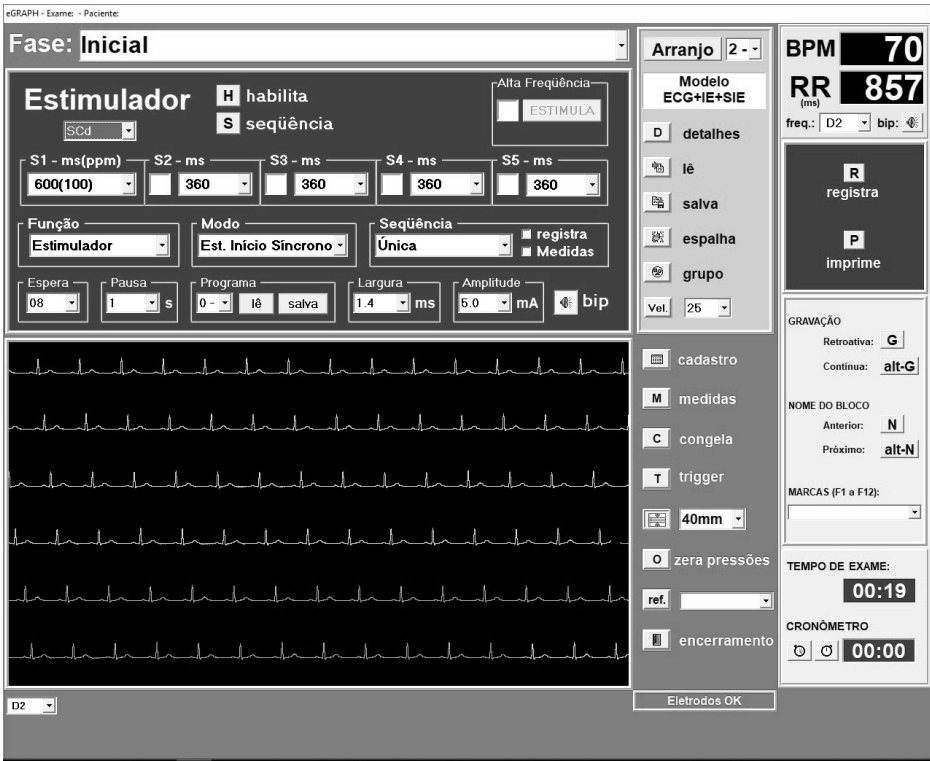 eGRAPH - Exame:  - Paciente:
Fase: Inicial
Estimulador
SCd
H habilita
S seqüência
Alta Freqüência
ESTIMULA
S1 - ms(ppm) S2 - ms S3 - ms S4 - ms S5 - ms
600(100) 360 360 360 360
Função Modo Seqüência
Estimulador Est. Início Síncrono Única
registra
Medidas
Espera Pausa Programa Largura Amplitude
08 1 s 0 - lê salva 1.4 ms 5.0 mA bip
D2
Arranjo 2 -
Modelo
ECG+IE+SIE
D detalhes
lê
salva
espalha
grupo
Vel. 25
cadastro
M medidas
C congela
T trigger
40mm
O zera pressões
ref.
encerramento
Eletrodos OK
BPM 70
RR 857
(ms)
freq.: D2 bip:
R
registra
P
imprime
GRAVAÇÃO
Retroativa: G
Contínua: alt-G
NOME DO BLOCO
Anterior: N
Próximo: alt-N
MARCAS (F1 a F12):
TEMPO DE EXAME:
00:19
CRONÔMETRO
00:00